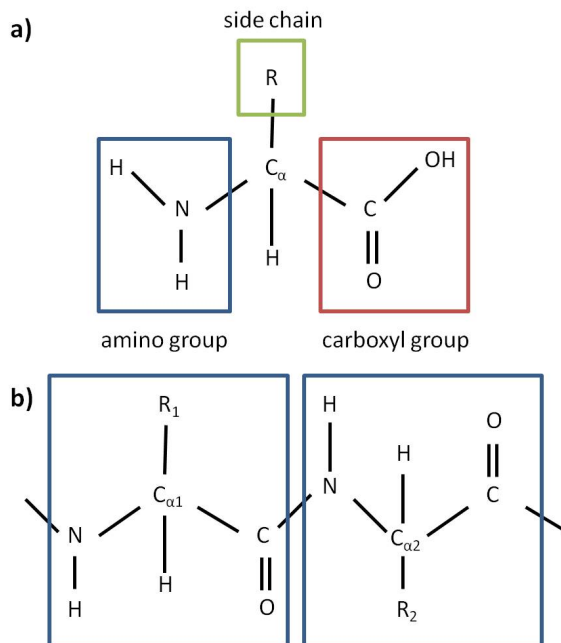 side chain
a)
R
H
Cα
OH
N
C
H
H
O
amino group
carboxyl group
b)
R1
H
O
H
Cα1
N
C
N
C
Cα2
H
H
O
R2